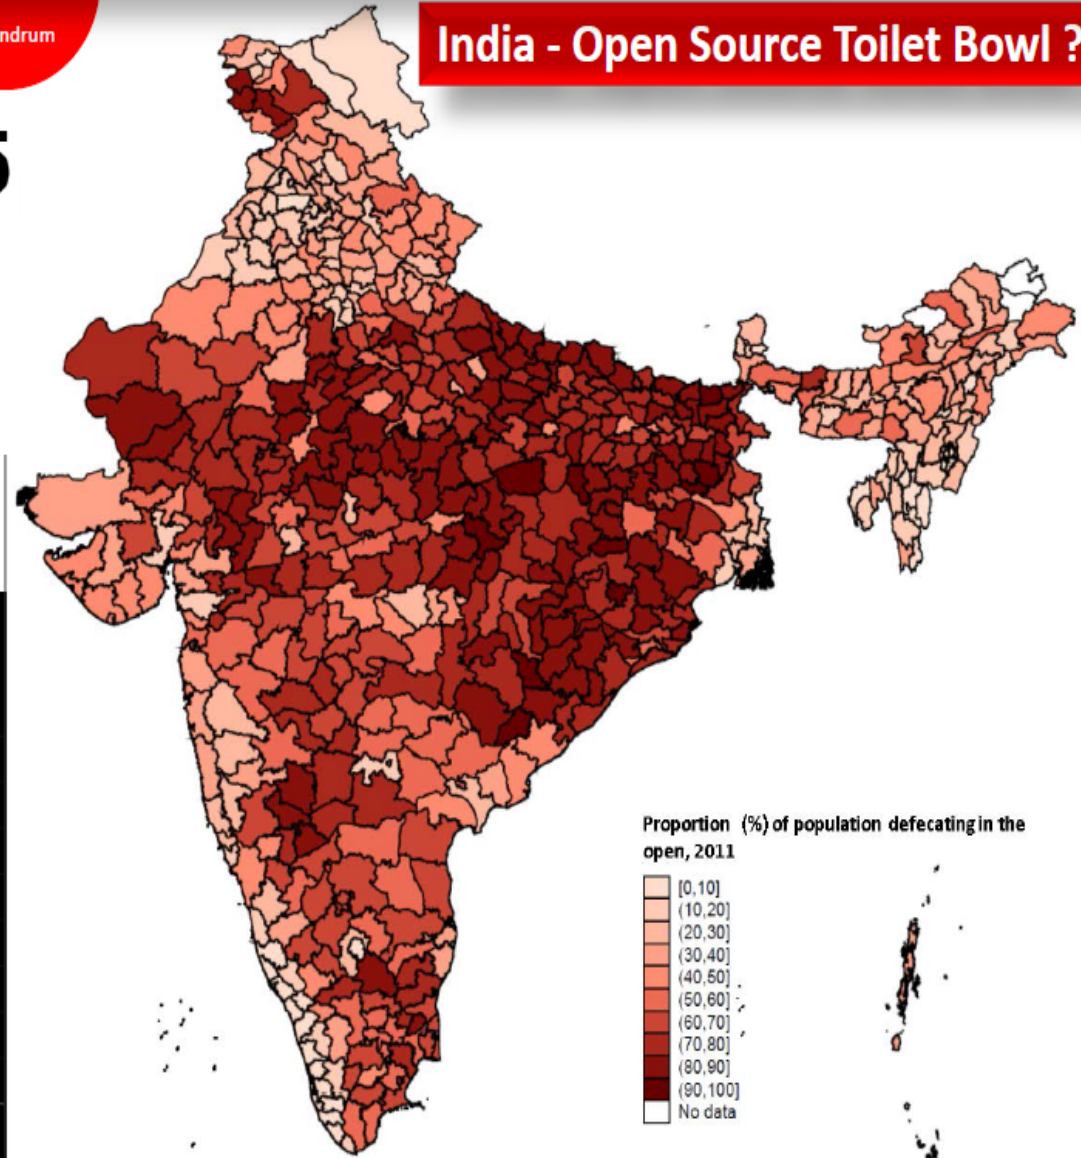 ndrum
India - Open Source Toilet Bowl ?
5
Proportion (%) of population defecating in the
open, 2011
[0,10]
(10,20]
(20,30]
(30,40]
(40,50]
(50,60]
(60,70]
(70,80]
(80,90]
(90,100]
No data